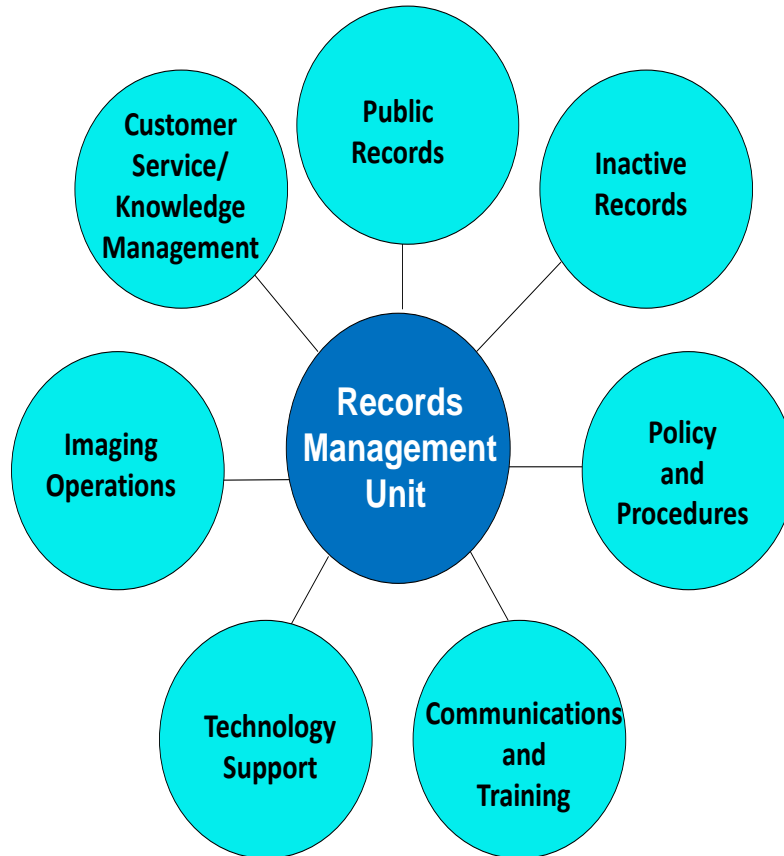 Public
Records
Customer
Service/
Knowledge
Management
Inactive
Records
Records
Management
Unit
Imaging
Operations
Policy
and
Procedures
Technology
Support
Communications
and
Training